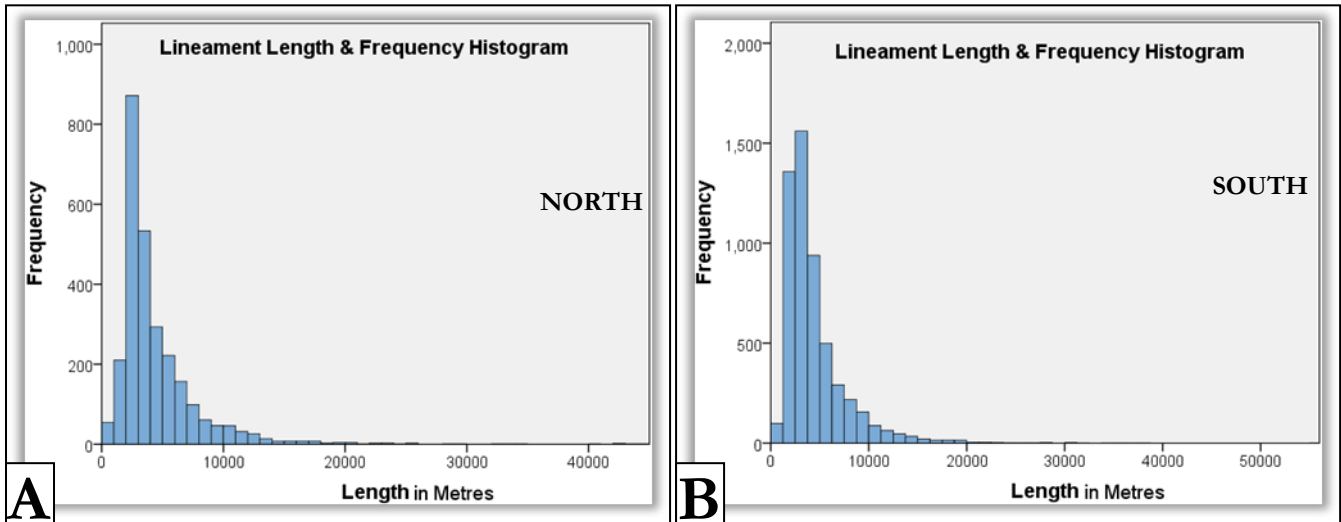 Lineament Length & Frequency Histogram
1,000
800
600
400
200
0
Frequency
NORTH
0 10000 20000 30000 40000
Length in Metres
A
Lineament Length & Frequency Histogram
2,000
1,500
1,000
500
0
Frequency
SOUTH
0 10000 20000 30000 40000 50000
Length in Metres
B